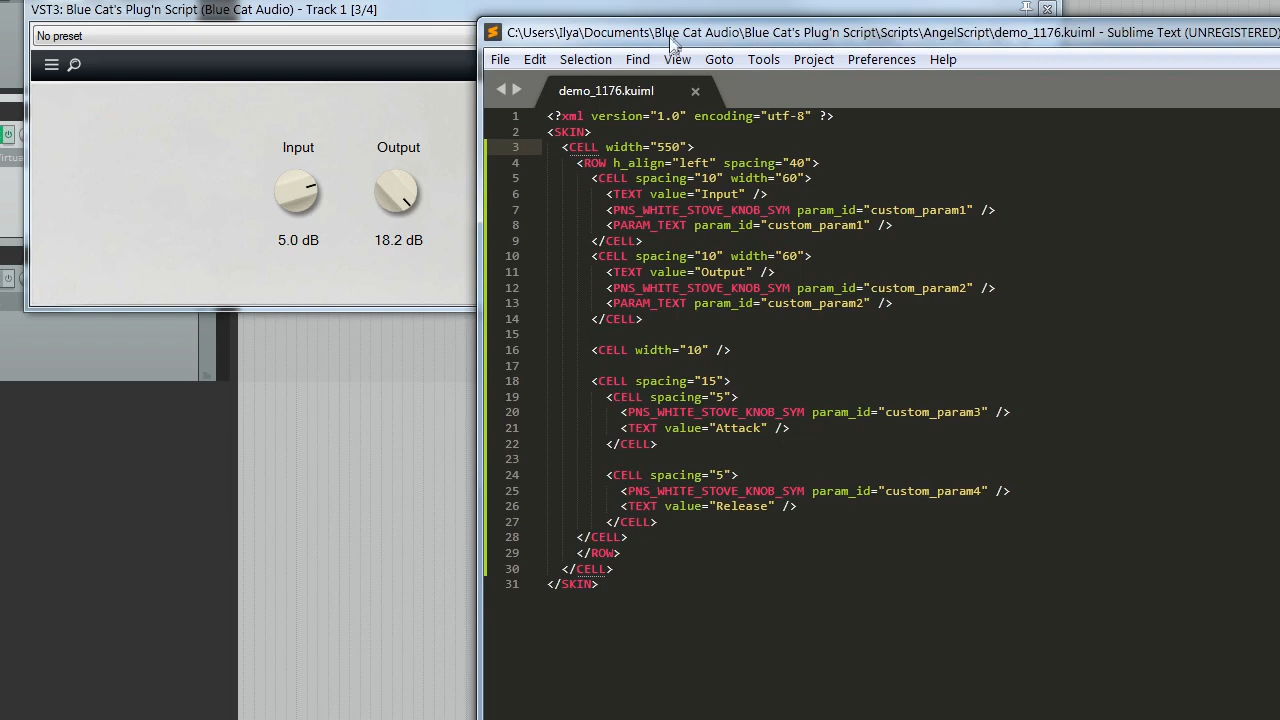 VST3: Blue Cat's Plug'n Script (Blue Cat Audio) - Track 1 [3/4]
No preset
Input Output
5.0 dB 18.2 dB
C:\Users\Ilya\Documents\Blue Cat Audio\Blue Cat's Plug'n Script\Scripts\AngelScript\demo_1176.kuiml - Sublime Text (UNREGISTERED)
File Edit Selection Find View Goto Tools Project Preferences Help
demo_1176.kuiml
1 <?xml version="1.0" encoding="utf-8" ?>
2 <SKIN>
3 <CELL width="550">
4 <ROW h_align="left" spacing="40">
5 <CELL spacing="10" width="60">
6 <TEXT value="Input" />
7 <PNS_WHITE_STOVE_KNOB_SYM param_id="custom_param1" />
8 <PARAM_TEXT param_id="custom_param1" />
9 </CELL>
10 <CELL spacing="10" width="60">
11 <TEXT value="Output" />
12 <PNS_WHITE_STOVE_KNOB_SYM param_id="custom_param2" />
13 <PARAM_TEXT param_id="custom_param2" />
14 </CELL>
15
16 <CELL width="10" />
17
18 <CELL spacing="15">
19 <CELL spacing="5">
20 <PNS_WHITE_STOVE_KNOB_SYM param_id="custom_param3" />
21 <TEXT value="Attack" />
22 </CELL>
23
24 <CELL spacing="5">
25 <PNS_WHITE_STOVE_KNOB_SYM param_id="custom_param4" />
26 <TEXT value="Release" />
27 </CELL>
28 </CELL>
29 </ROW>
30 </CELL>
31 </SKIN>